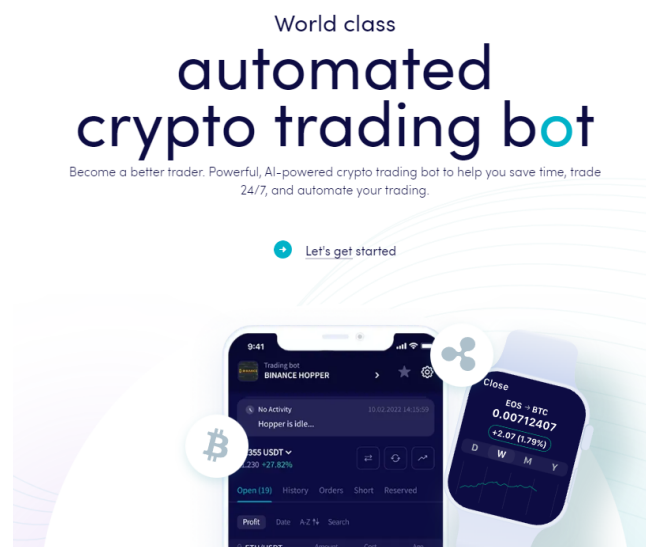 World class
automated
crypto trading bot
Become a better trader. Powerful, AI-powered crypto trading bot to help you save time, trade
24/7, and automate your trading.
Let's get started
9:41
Trading bot
BINANCE HOPPER
No Activity
10.02.2022 14:15:59
Hopper is idle...
355 USDT
.230 +27.82%
Open (19) History Orders Short Reserved
Profit Date A-Z Search
ETH/USDT
Close
EOS → BTC
0.00712407
+2.07 (1.79%)
D W M Y